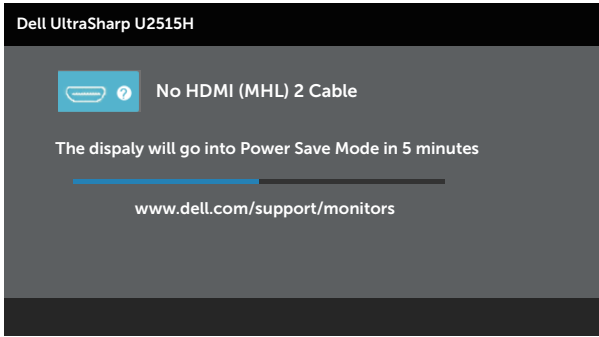 Dell UltraSharp U2515H
? No HDMI (MHL) 2 Cable
The dispaly will go into Power Save Mode in 5 minutes
www.dell.com/support/monitors